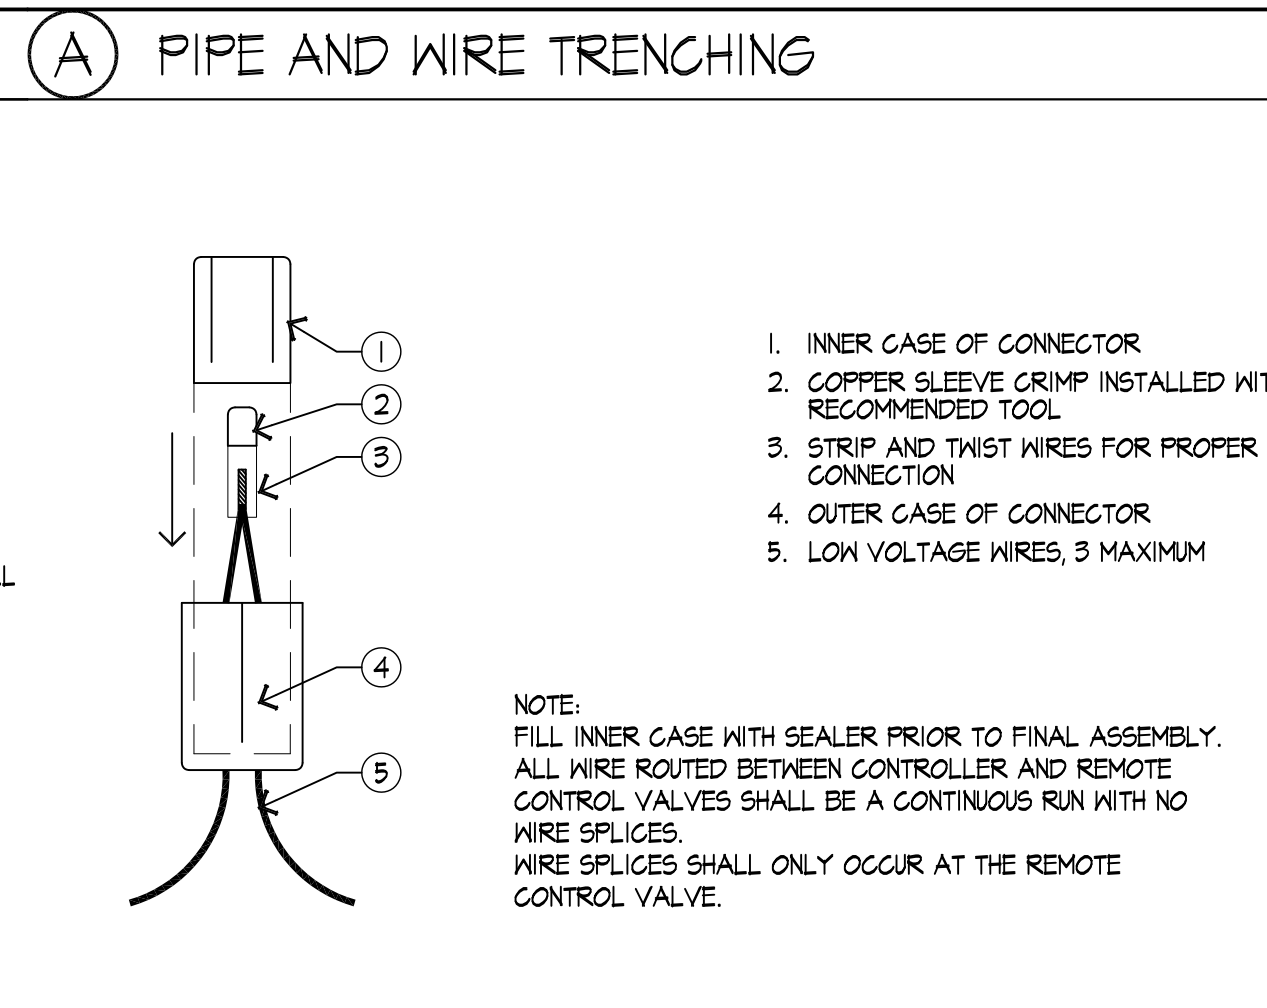 A PIPE AND WIRE TRENCHING
1
2
3
4
5
1. INNER CASE OF CONNECTOR
2. COPPER SLEEVE CRIMP INSTALLED
RECOMMENDED TOOL
3. STRIP AND TWIST WIRES FOR PROPER
CONNECTION
4. OUTER CASE OF CONNECTOR
5. LOW VOLTAGE WIRES, 3 MAXIMUM
NOTE:
FILL INNER CASE WITH SEALER PRIOR TO FINAL ASSEMBLY.
ALL WIRE ROUTED BETWEEN CONTROLLER AND REMOTE
CONTROL VALVES SHALL BE A CONTINUOUS RUN WITH NO
WIRE SPLICES.
WIRE SPLICES SHALL ONLY OCCUR AT THE REMOTE
CONTROL VALVE.